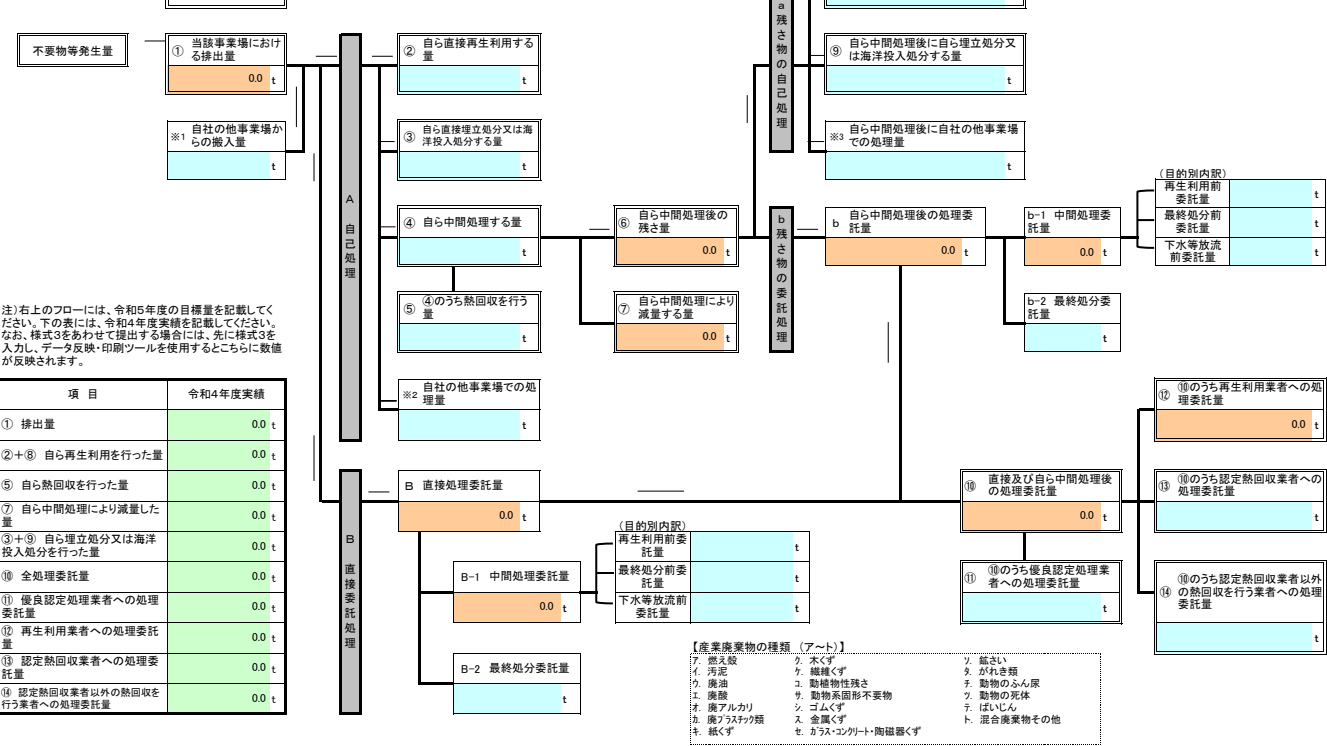 不要物等発生量
① 当該事業場におけ
る排出量
0.0 t
※1 自社の他事業場か
らの搬入量
t
A 自己処理
② 自ら直接再生利用する
量
t
③ 自ら直接埋立処分又は海
洋投入処分する量
t
④ 自ら中間処理する量
t
⑤ ④のうち熱回収を行う
量
t
※2 自社の他事業場での処
理量
t
⑥ 自ら中間処理後の
残さ量
0.0 t
⑦ 自ら中間処理により
減量する量
0.0 t
a 残さ物の自己処理
t
⑨ 自ら中間処理後に自ら埋立処分又
は海洋投入処分する量
t
※3 自ら中間処理後に自社の他事業場
での処理量
t
b 残さ物の委託処理
b 自ら中間処理後の処理委
託量
0.0 t
b-1 中間処理委
託量
0.0 t
b-2 最終処分委
託量
t
(目的別内訳)
再生利用前
委託量
t
最終処分前
委託量
t
下水等放流
前委託量
t
注)右上のフローには、令和5年度の目標量を記載してく
ださい。下の表には、令和4年度実績を記載してください。
なお、様式3をあわせて提出する場合には、先に様式3を
入力し、データ反映・印刷ツールを使用するとこちらに数値
が反映されます。
項 目 令和4年度実績
① 排出量 0.0 t
②+⑧ 自ら再生利用を行った量 0.0 t
⑤ 自ら熱回収を行った量 0.0 t
⑦ 自ら中間処理により減量した
量 0.0 t
③+⑨ 自ら埋立処分又は海洋
投入処分を行った量 0.0 t
⑩ 全処理委託量 0.0 t
⑪ 優良認定処理業者への処理
委託量 0.0 t
⑫ 再生利用業者への処理委託
量 0.0 t
⑬ 認定熱回収業者への処理委
託量 0.0 t
⑭ 認定熱回収業者以外の熱回収を
行う業者への処理委託量 0.0 t
B 直接委託処理
B 直接処理委託量
0.0 t
B-1 中間処理委託量
0.0 t
B-2 最終処分委託量
t
(目的別内訳)
再生利用前委
託量
t
最終処分前委
託量
t
下水等放流前
委託量
t
⑩ 直接及び自ら中間処理後
の処理委託量
0.0 t
⑪ ⑩のうち優良認定処理業
者への処理委託量
t
⑫ ⑩のうち再生利用業者への処
理委託量
0.0 t
⑬ ⑩のうち認定熱回収業者への
処理委託量
t
⑭ ⑩のうち認定熱回収業者以外
の熱回収を行う業者への処理
委託量
t
【産業廃棄物の種類 (ア~ト)】
ア. 燃え殻
イ. 汚泥
ウ. 廃油
エ. 廃酸
オ. 廃アルカリ
カ. 廃プラスチック類
キ. 紙くず
ク. 木くず
ケ. 繊維くず
コ. 動植物性残さ
サ. 動物系固形不要物
シ. ゴムくず
ス. 金属くず
セ. ガラス・コンクリート・陶磁器くず
ソ. 鉱さい
タ. がれき類
チ. 動物のふん尿
ツ. 動物の死体
テ. ばいじん
ト. 混合廃棄物その他